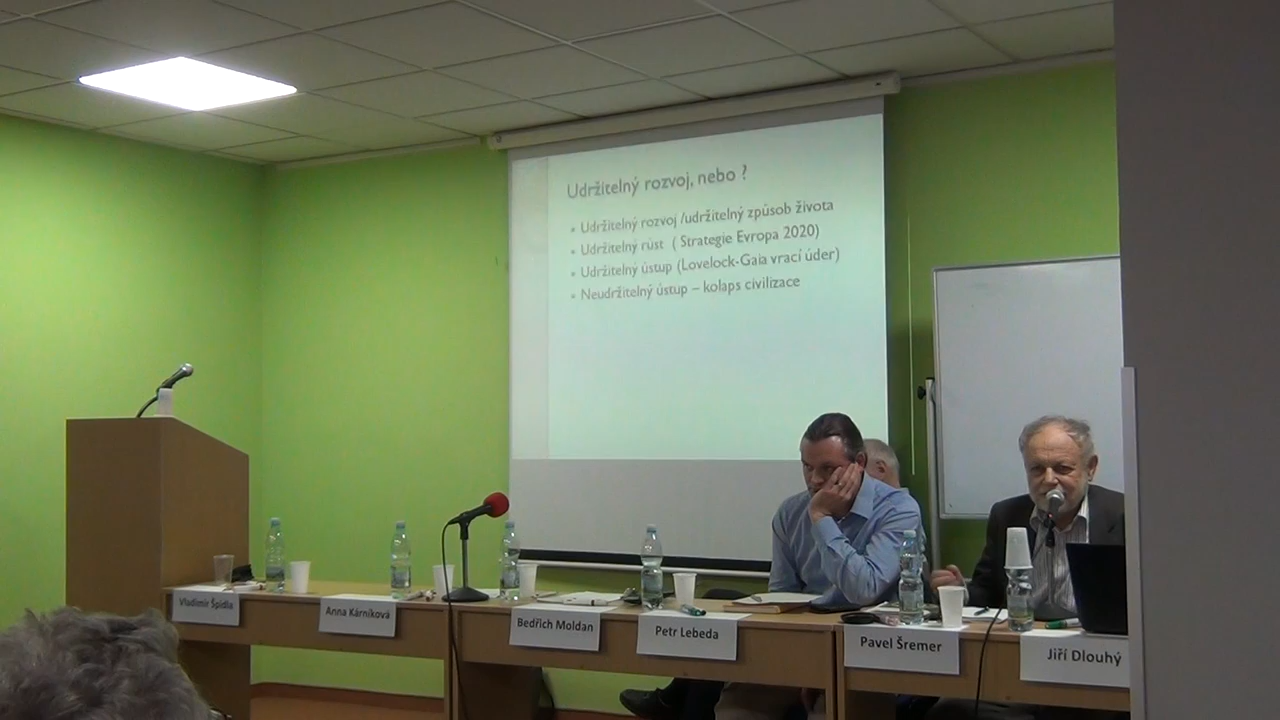 Udržitelný rozvoj, nebo ?
Udržitelný rozvoj /udržitelný způsob života
Udržitelný růst ( Strategie Evropa 2020)
Udržitelný ústup (Lovelock-Gaia vrací úder)
Neudržitelný ústup – kolaps civilizace
Vladimír Špidla
Anna Kárníková
Bedřich Moldan
Petr Lebeda
Pavel Šremer
Jiří Dlouhý